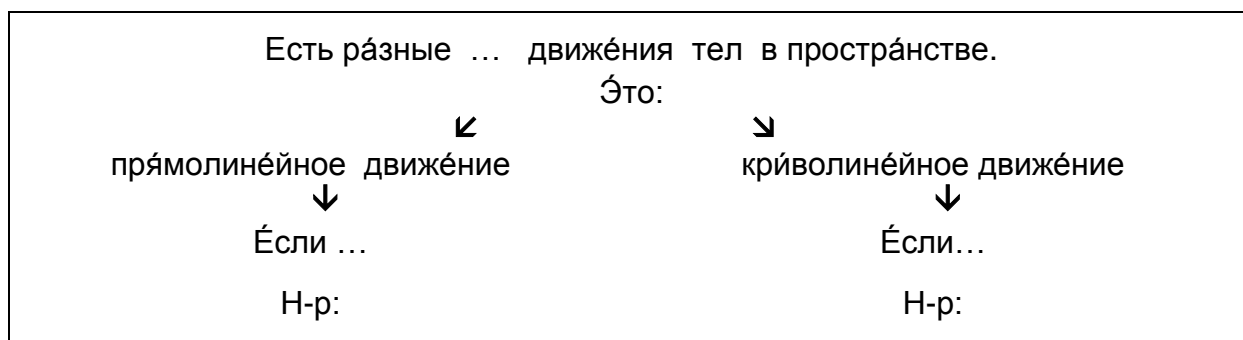 Есть ра́зные … движе́ния тел в простра́нстве.
Э́то:
пря́молине́йное движе́ние кри́волине́йное движе́ние
Е́сли … Е́сли…
Н-р: Н-р: